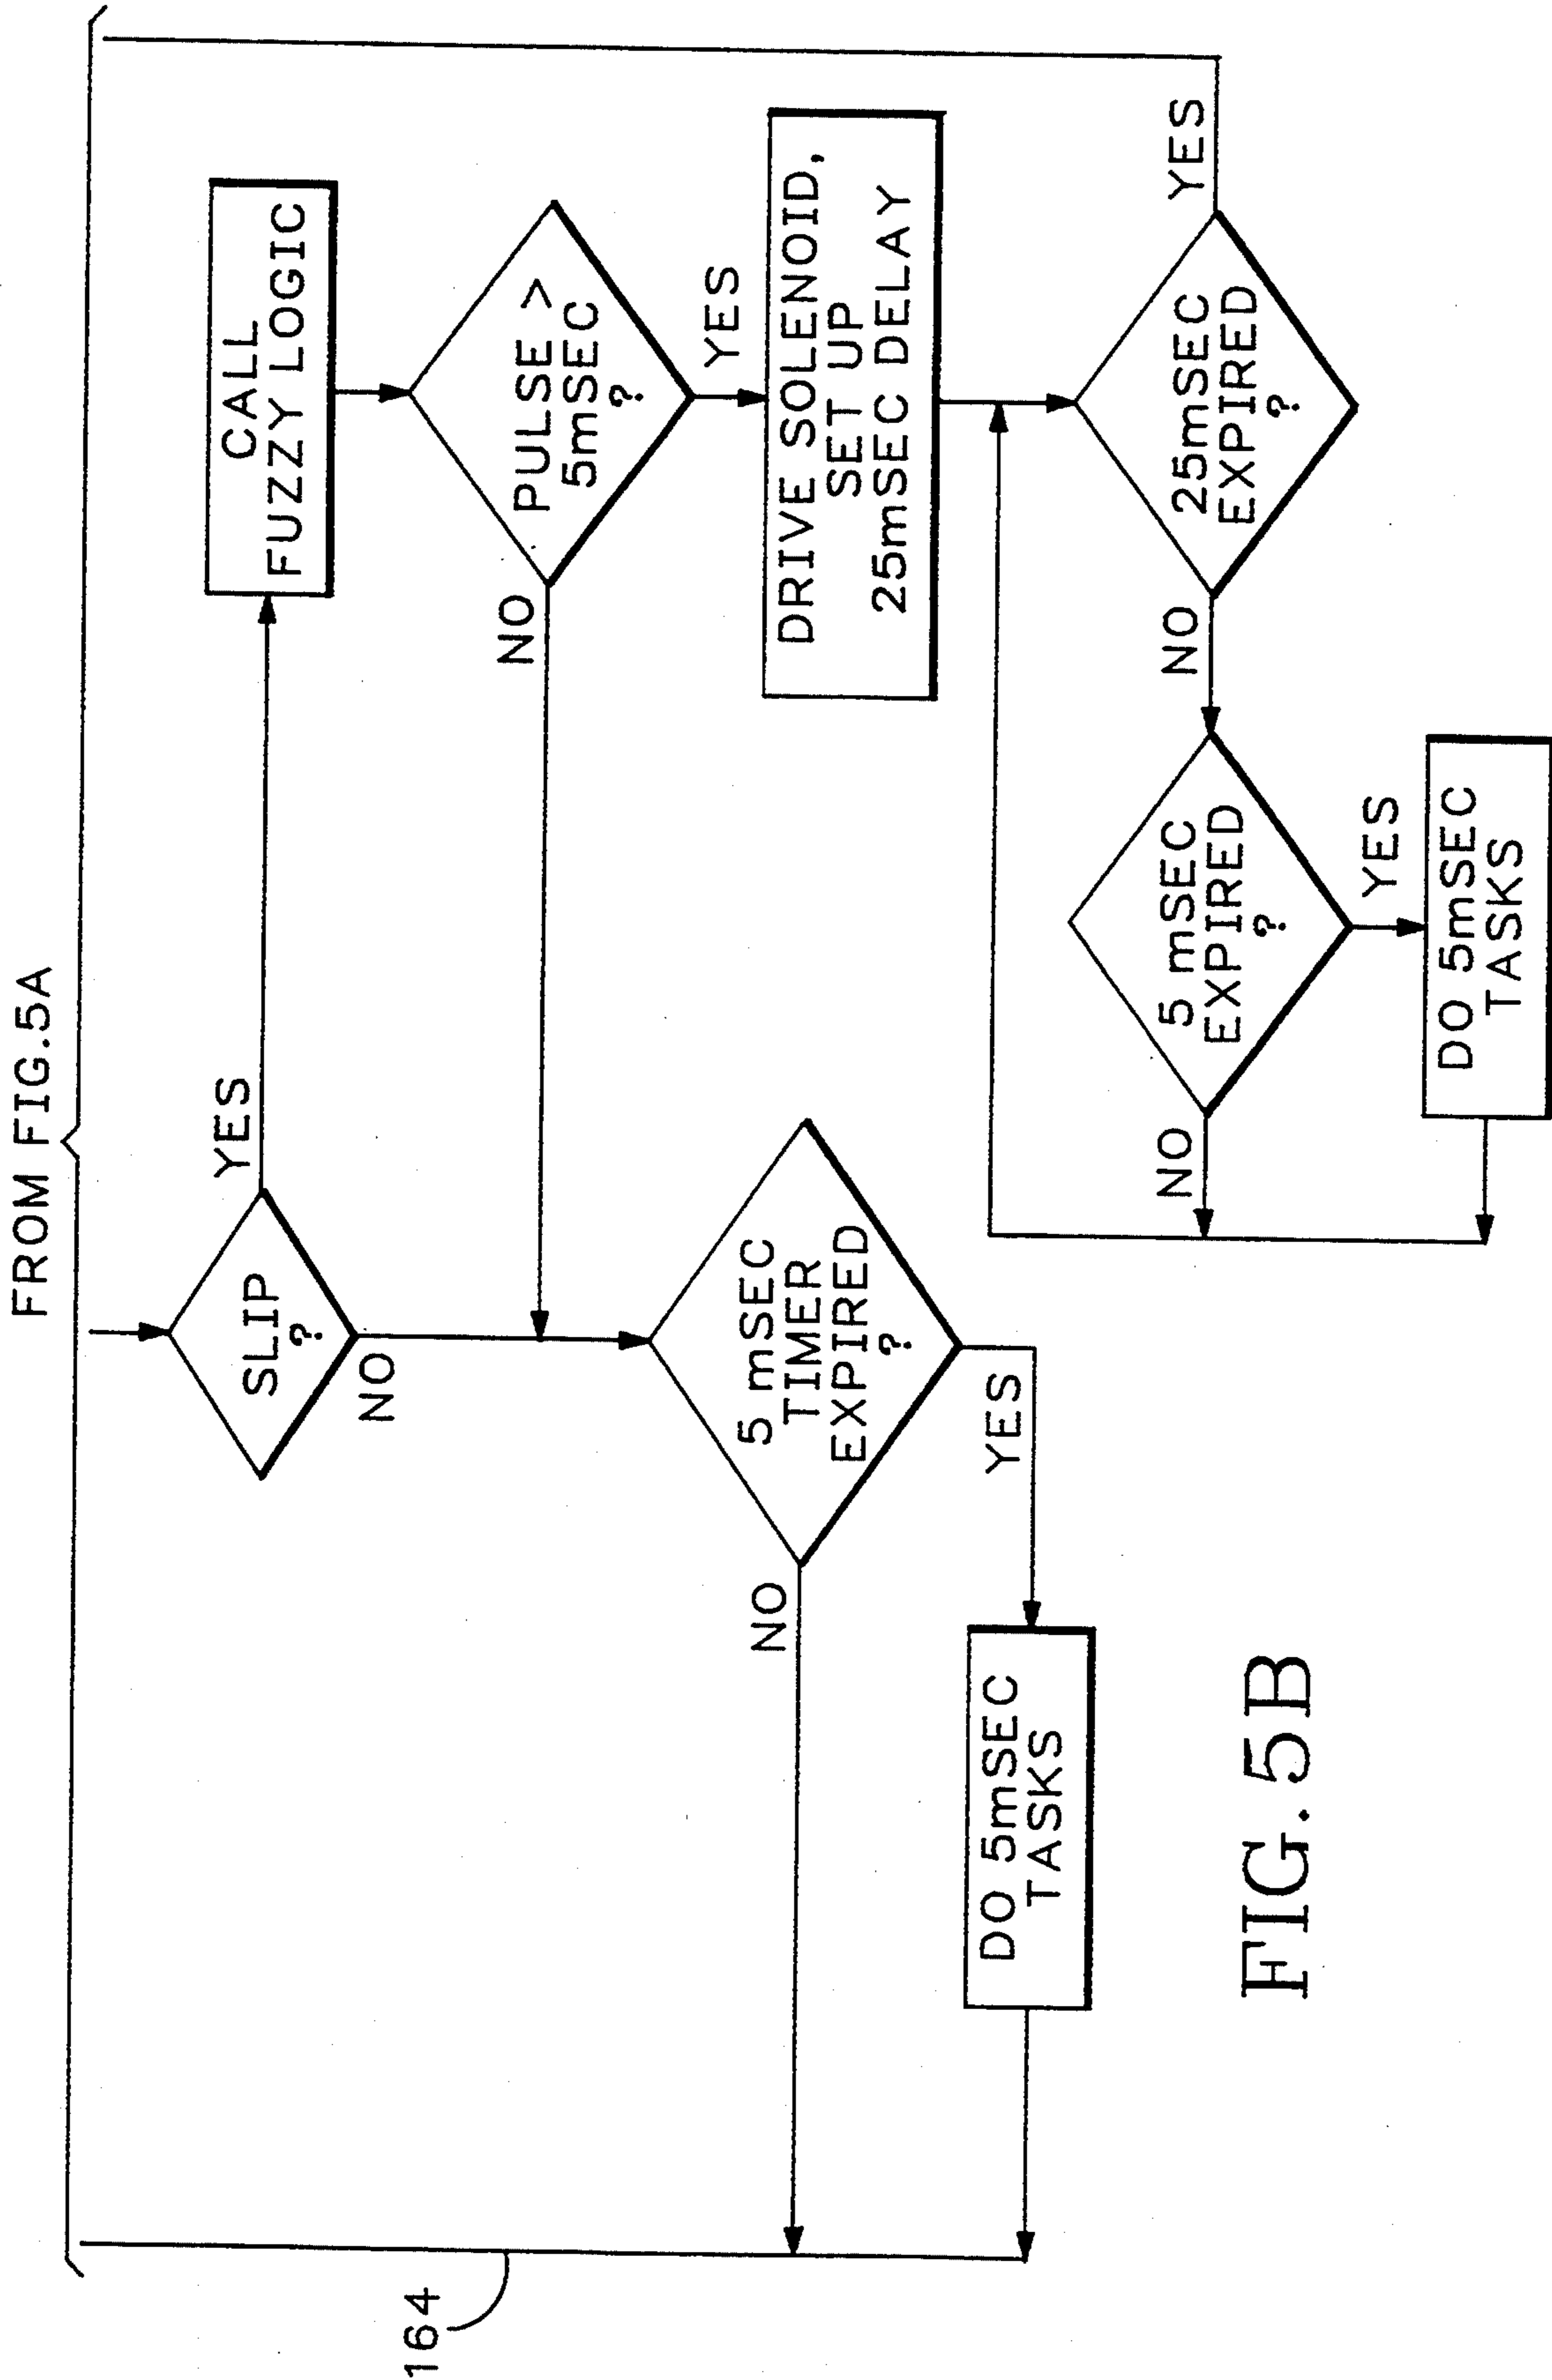 FROM FIG.5A
SLIP
?
YES
NO
CALL
FUZZY LOGIC
PULSE >
5mSEC
?
NO
YES
5 mSEC
TIMER
EXPIRED
?
NO
YES
DRIVE SOLENOID,
SET UP
25mSEC DELAY
DO 5mSEC
TASKS
25mSEC
EXPIRED
?
YES
NO
5 mSEC
EXPIRED
?
NO
YES
DO 5mSEC
TASKS
164
FIG. 5B